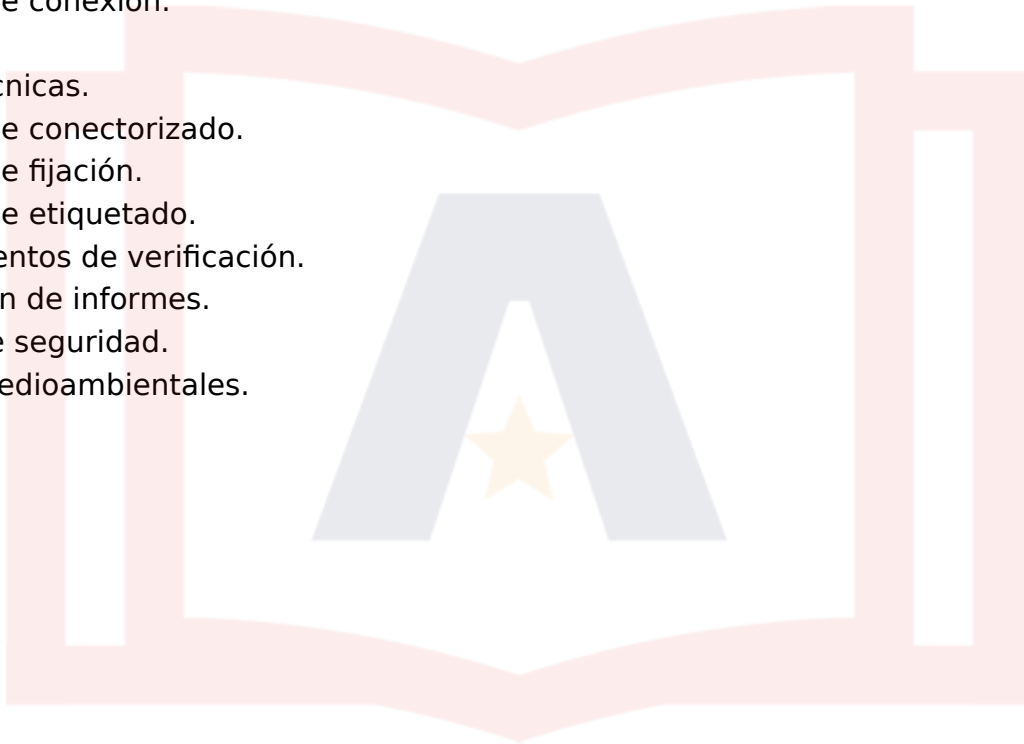 e conexión.
cnicas.
e conectorizado.
e fijación.
e etiquetado.
entos de verificación.
n de informes.
e seguridad.
edioambientales.